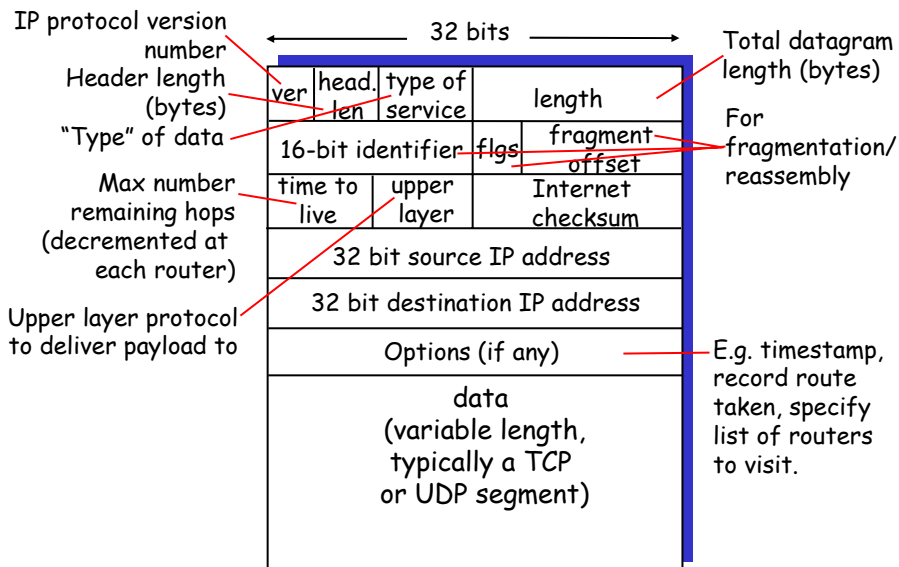 IP protocol version
number
Header length
(bytes)
“Type” of data
Max number
remaining hops
(decremented at
each router)
Upper layer protocol
to deliver payload to
32 bits
ver
head.
len
type of
service
length
16-bit identifier
flgs
fragment
offset
time to
live
upper
layer
Internet
checksum
32 bit source IP address
32 bit destination IP address
Options (if any)
data
(variable length,
typically a TCP
or UDP segment)
Total datagram
length (bytes)
For
fragmentation/
reassembly
E.g. timestamp,
record route
taken, specify
list of routers
to visit.